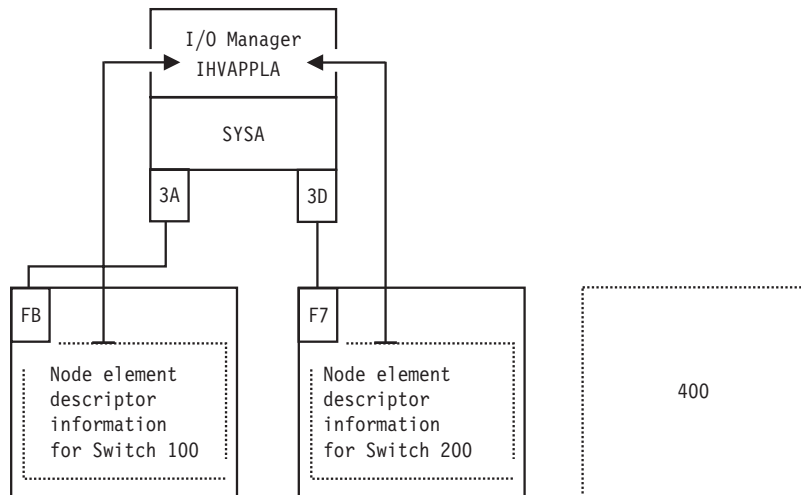 I/O Manager
IHVAPPLA
SYSA
3A
3D
FB
F7
Node element
descriptor
information
for Switch 100
Node element
descriptor
information
for Switch 200
400